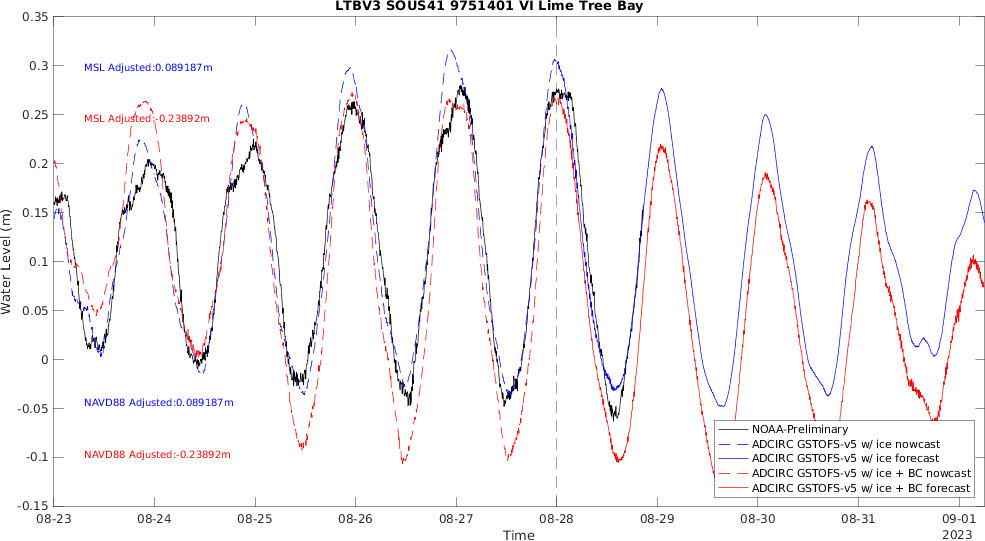 LTBV3 SOUS41 9751401 VI Lime Tree Bay
0.35
0.3
0.25
0.2
0.15
0.1
0.05
0
-0.05
-0.1
-0.15
Water Level (m)
MSL Adjusted:0.089187m
MSL Adjusted:-0.23892m
NAVD88 Adjusted:0.089187m
NAVD88 Adjusted:-0.23892m
NOAA-Preliminary
ADCIRC GSTOFS-v5 w/ ice nowcast
ADCIRC GSTOFS-v5 w/ ice forecast
ADCIRC GSTOFS-v5 w/ ice + BC nowcast
ADCIRC GSTOFS-v5 w/ ice + BC forecast
08-23 08-24 08-25 08-26 08-27 08-28 08-29 08-30 08-31 09-01
Time
2023